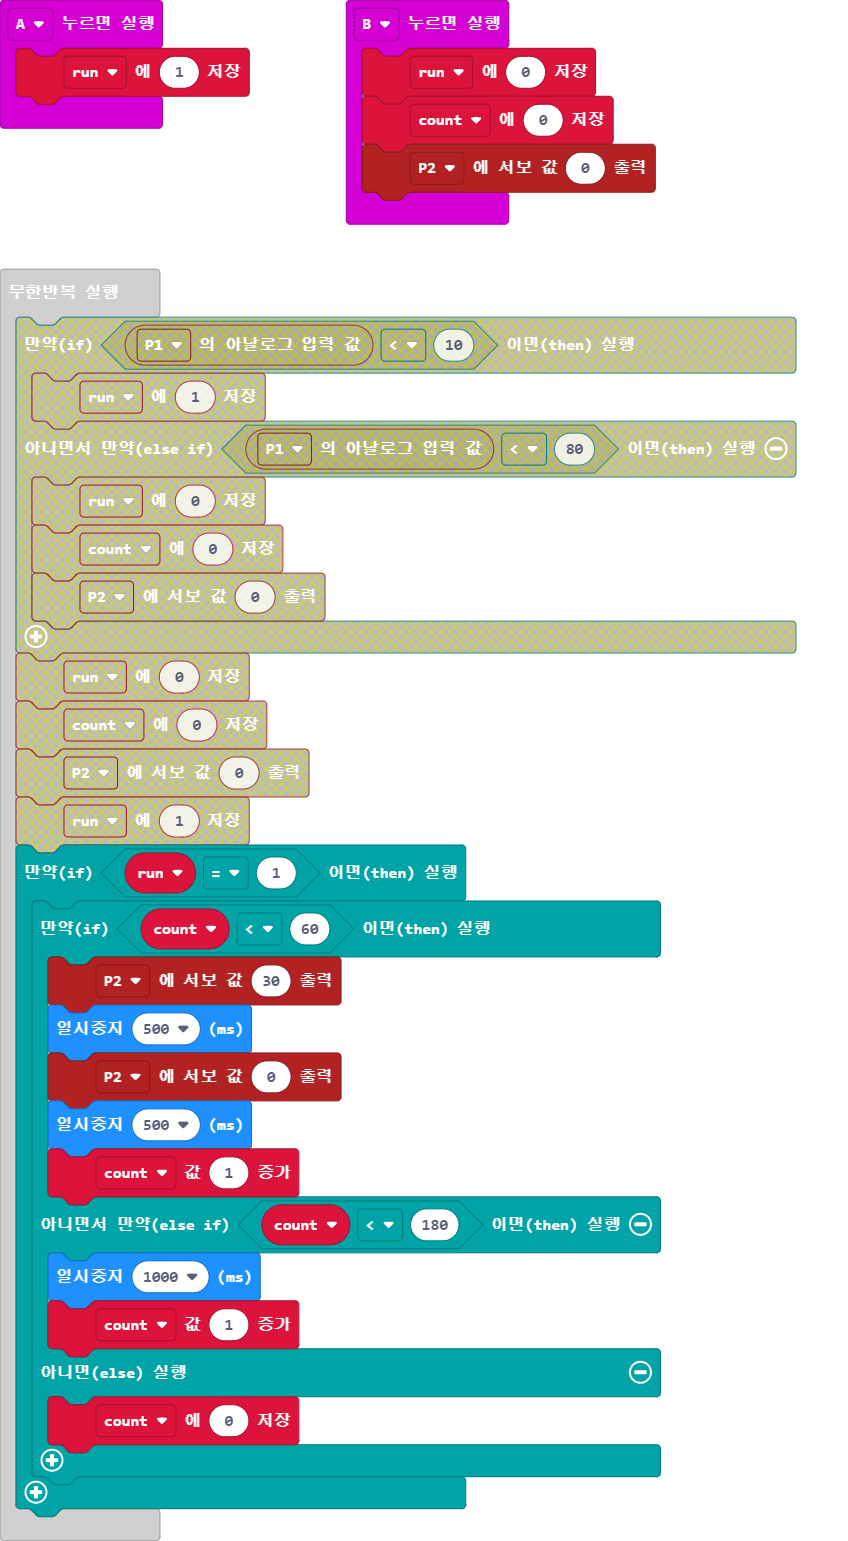 A 누르면 실행
run 에 1 저장
B 누르면 실행
run 에 0 저장
count 에 0 저장
P2 에 서보 값 0 출력
무한반복 실행
만약(if) P1 의 아날로그 입력 값 < 10 이면(then) 실행
run 에 1 저장
아니면서 만약(else if) P1 의 아날로그 입력 값 < 80 이면(then) 실행
run 에 0 저장
count 에 0 저장
P2 에 서보 값 0 출력
run 에 0 저장
count 에 0 저장
P2 에 서보 값 0 출력
run 에 1 저장
만약(if) run = 1 이면(then) 실행
만약(if) count < 60 이면(then) 실행
P2 에 서보 값 30 출력
일시중지 500 (ms)
P2 에 서보 값 0 출력
일시중지 500 (ms)
count 값 1 증가
아니면서 만약(else if) count < 180 이면(then) 실행
일시중지 1000 (ms)
count 값 1 증가
아니면(else) 실행
count 에 0 저장